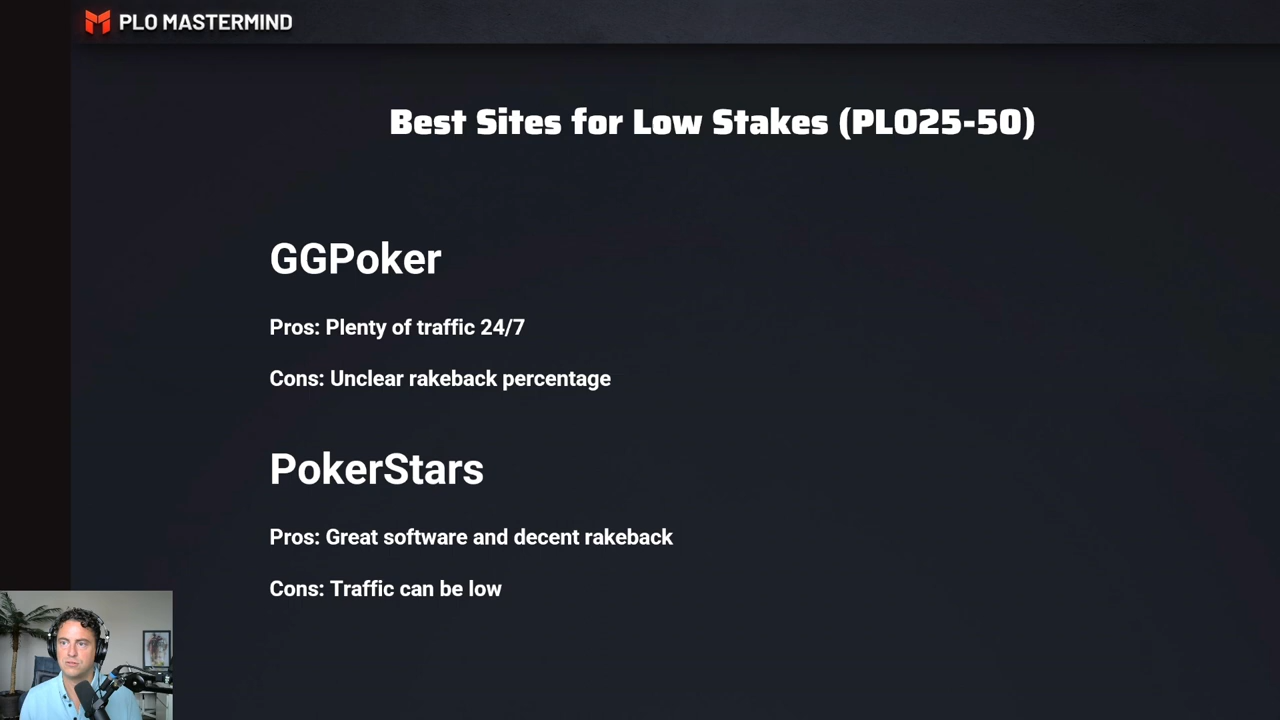 PLO MASTERMIND
Best Sites for Low Stakes (PLO25-50)
GGPoker
Pros: Plenty of traffic 24/7
Cons: Unclear rakeback percentage
PokerStars
Pros: Great software and decent rakeback
Cons: Traffic can be low